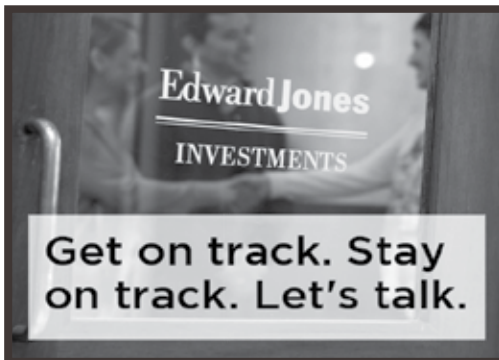 Edward Jones
INVESTMENTS
Get on track. Stay
on track. Let's talk.